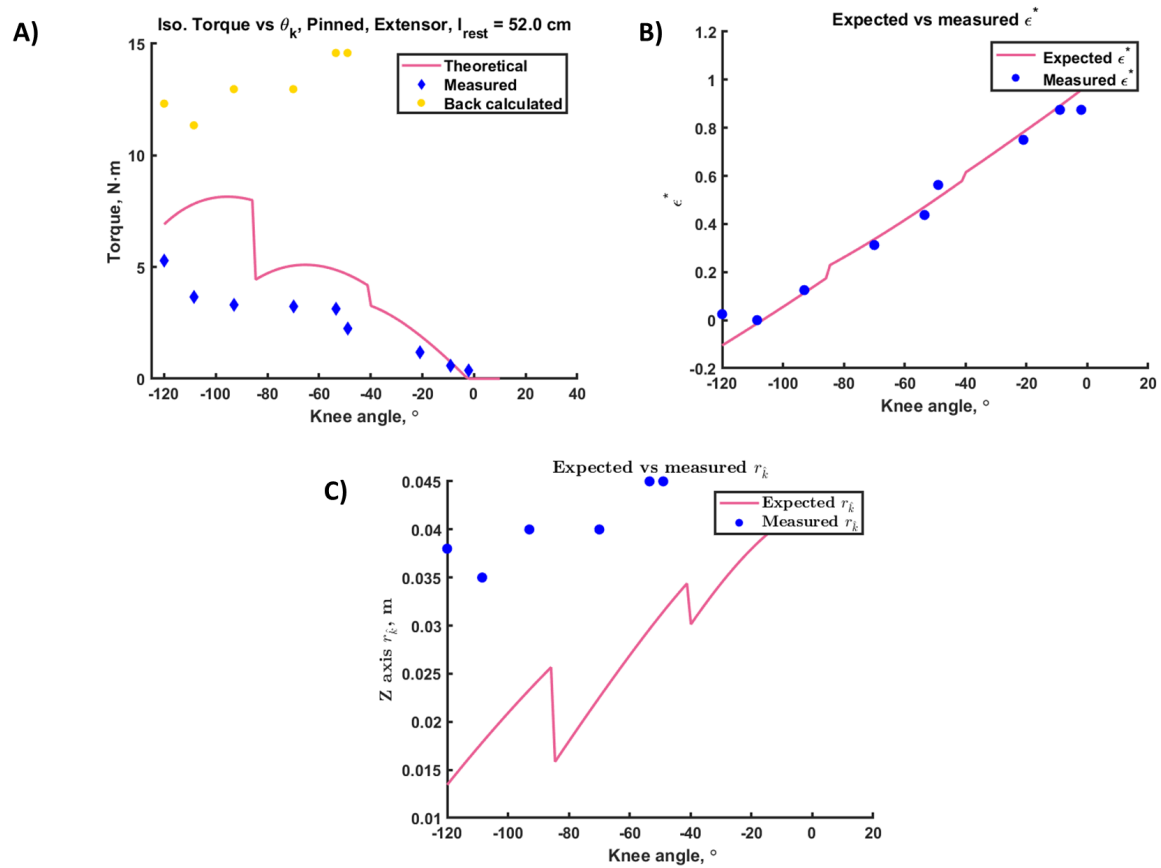 A)
Iso. Torque vs θk, Pinned, Extensor, lrest = 52.0 cm
Theoretical
Measured
Back calculated
Torque, N·m
15
10
5
0
-120 -100 -80 -60 -40 -20 0 20 40
Knee angle, °
B)
Expected vs measured ϵ*
Expected ϵ*
Measured ϵ*
ϵ*
1.2
1
0.8
0.6
0.4
0.2
0
-0.2
-120 -100 -80 -60 -40 -20 0 20
Knee angle, °
C)
Expected vs measured rk̂
Expected rk̂
Measured rk̂
Z axis rk̂, m
0.045
0.04
0.035
0.03
0.025
0.02
0.015
0.01
-120 -100 -80 -60 -40 -20 0 20
Knee angle, °